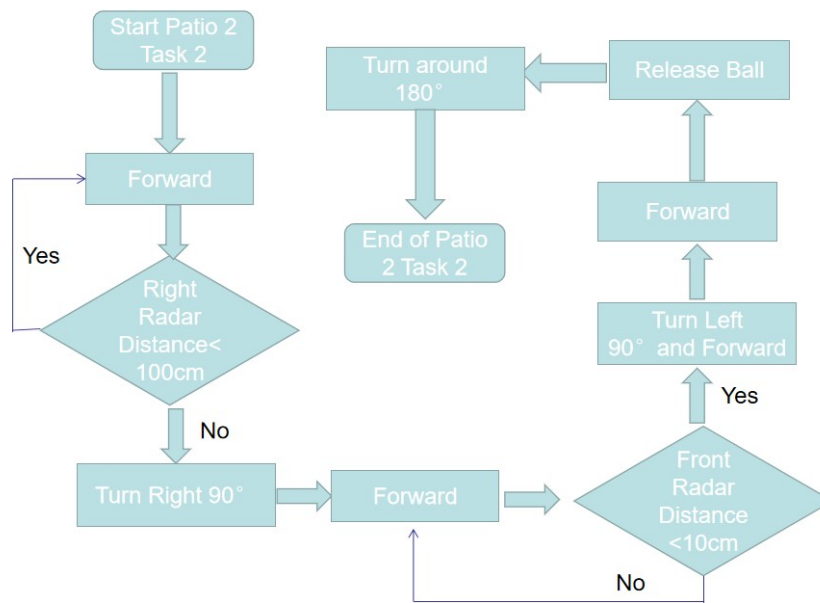 Start Patio 2
Task 2
Forward
Yes
Right
Radar
Distance<
100cm
No
Turn Right 90°
Forward
Front
Radar
Distance
<10cm
No
Yes
Turn Left
90° and Forward
Forward
Release Ball
Turn around
180°
End of Patio
2 Task 2